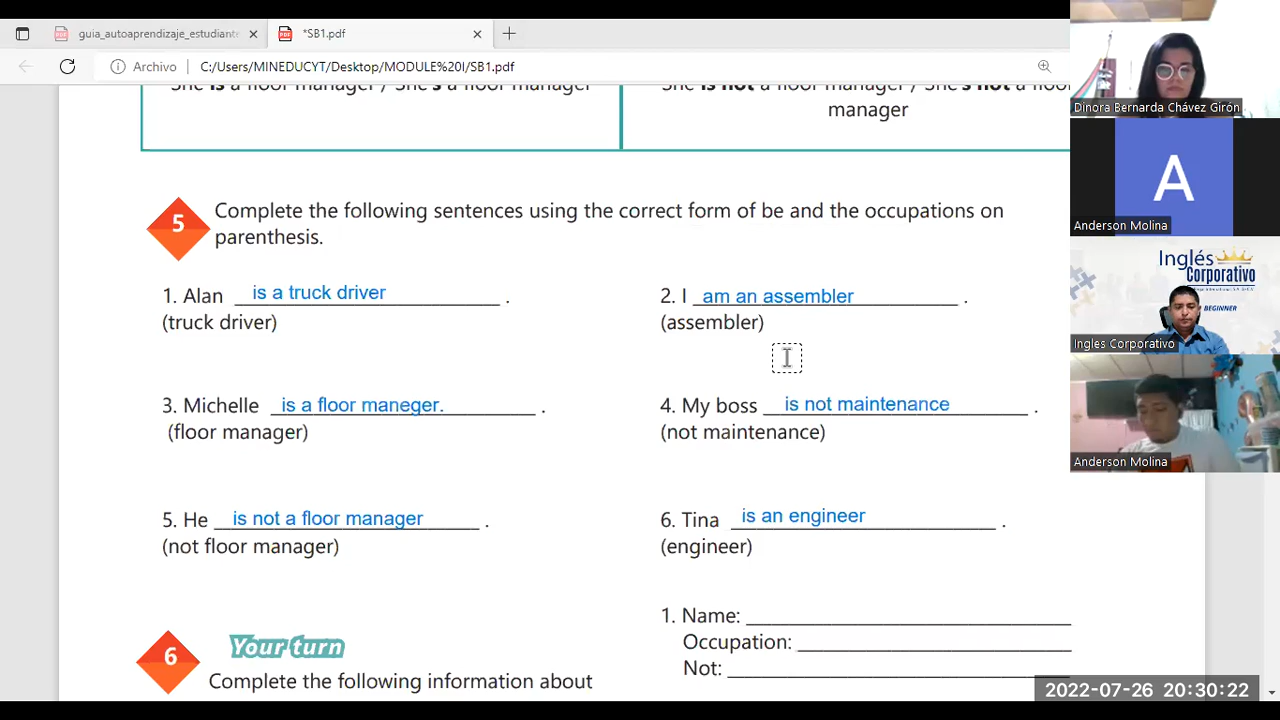 guia_autoaprendizaje_estudiante
*SB1.pdf
Archivo
C:/Users/MINEDUCYT/Desktop/MODULE%20I/SB1.pdf
She is a floor manager / She's a floor manager
She is not a floor manager / She's not a floor
manager
5
Complete the following sentences using the correct form of be and the occupations on
parenthesis.
1. Alan is a truck driver .
(truck driver)
2. I am an assembler .
(assembler)
3. Michelle is a floor maneger. .
(floor manager)
4. My boss is not maintenance .
(not maintenance)
5. He is not a floor manager .
(not floor manager)
6. Tina is an engineer .
(engineer)
6
Your turn
Complete the following information about
1. Name:
Occupation:
Not:
Dinora Bernarda Chávez Girón
A
Anderson Molina
Inglés
Corporativo
BEGINNER
Ingles Corporativo
Anderson Molina
2022-07-26 20:30:22